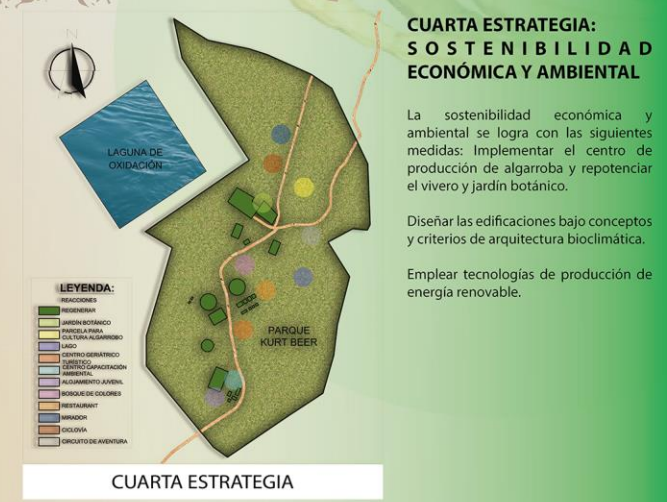 CUARTA ESTRATEGIA:
SOSTENIBILIDAD
ECONÓMICA Y AMBIENTAL
La sostenibilidad económica y
ambiental se logra con las siguientes
medidas: Implementar el centro de
producción de algarroba y repotenciar
el vivero y jardín botánico.
Diseñar las edificaciones bajo conceptos
y criterios de arquitectura bioclimática.
Emplear tecnologías de producción de
energía renovable.
LAGUNA DE
OXIDACIÓN
PARQUE
KURT BEER
LEYENDA:
REACCIONES
REGENERAR
JARDÍN BOTÁNICO
PARCELA PARA
CULTURA ALGARROBO
LAGO
CENTRO GERIÁTRICO
TURÍSTICO
CENTRO CAPACITACIÓN
AMBIENTAL
ALOJAMIENTO JUVENIL
BOSQUE DE COLORES
RESTAURANT
MIRADOR
CICLOVÍA
CIRCUITO DE AVENTURA
CUARTA ESTRATEGIA